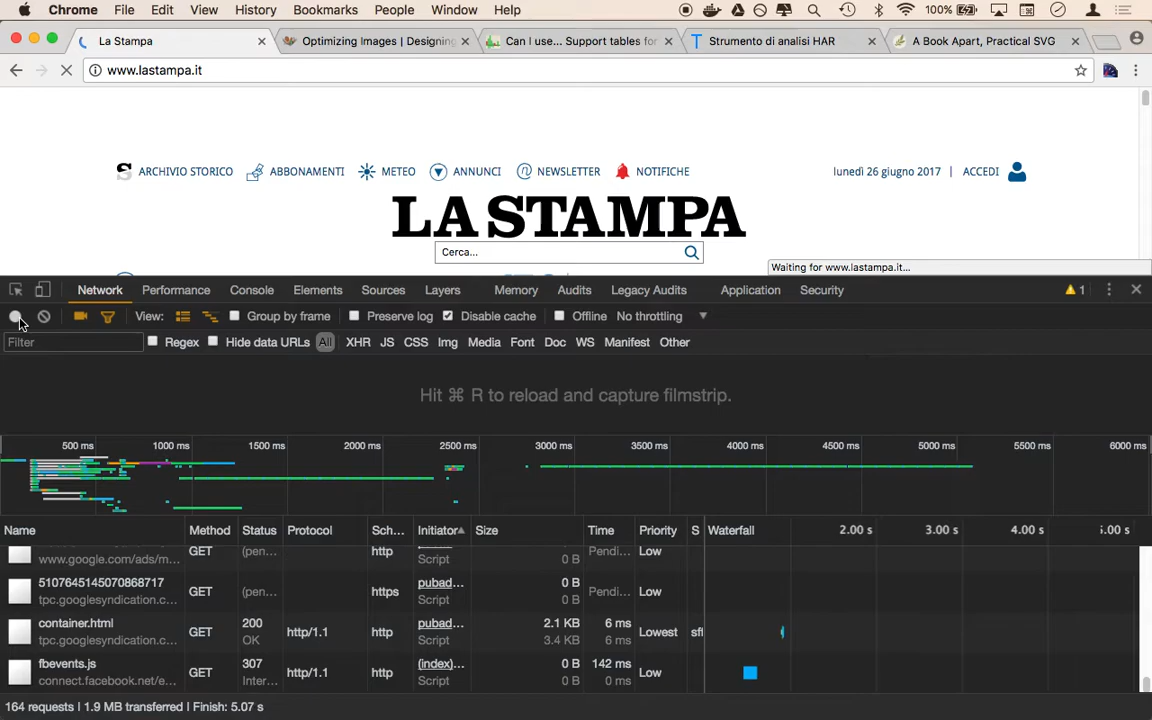 Chrome File Edit View History Bookmarks People Window Help 100%
La Stampa Optimizing Images | Designing Can I use... Support tables for Strumento di analisi HAR A Book Apart, Practical SVG
www.lastampa.it
ARCHIVIO STORICO ABBONAMENTI METEO ANNUNCI NEWSLETTER NOTIFICHE lunedì 26 giugno 2017 | ACCEDI
LA STAMPA
Cerca...
Waiting for www.lastampa.it...
Network Performance Console Elements Sources Layers Memory Audits Legacy Audits Application Security 1
View: Group by frame Preserve log Disable cache Offline No throttling
Filter Regex Hide data URLs All XHR JS CSS Img Media Font Doc WS Manifest Other
Hit ⌘ R to reload and capture filmstrip.
500 ms 1000 ms 1500 ms 2000 ms 2500 ms 3000 ms 3500 ms 4000 ms 4500 ms 5000 ms 5500 ms 6000 ms
Name Method Status Protocol Sch... Initiator Size Time Priority S Waterfall 2.00 s 3.00 s 4.00 s 5.00 s
GET (pen... http Pendi... Low
www.google.com/ads/m... Script 0 B
5107645145070868717 GET (pen... https pubad... 0 B Pendi... Low
tpc.googlesyndication.c... Script 0 B
container.html GET 200 http/1.1 http pubad... 2.1 KB 6 ms Lowest sfl
tpc.googlesyndication.c... OK Script 3.4 KB 6 ms
fbevents.js GET 307 http/1.1 http (index)... 0 B 142 ms Low
connect.facebook.net/e... Inter... Script 0 B 0 ms
164 requests | 1.9 MB transferred | Finish: 5.07 s